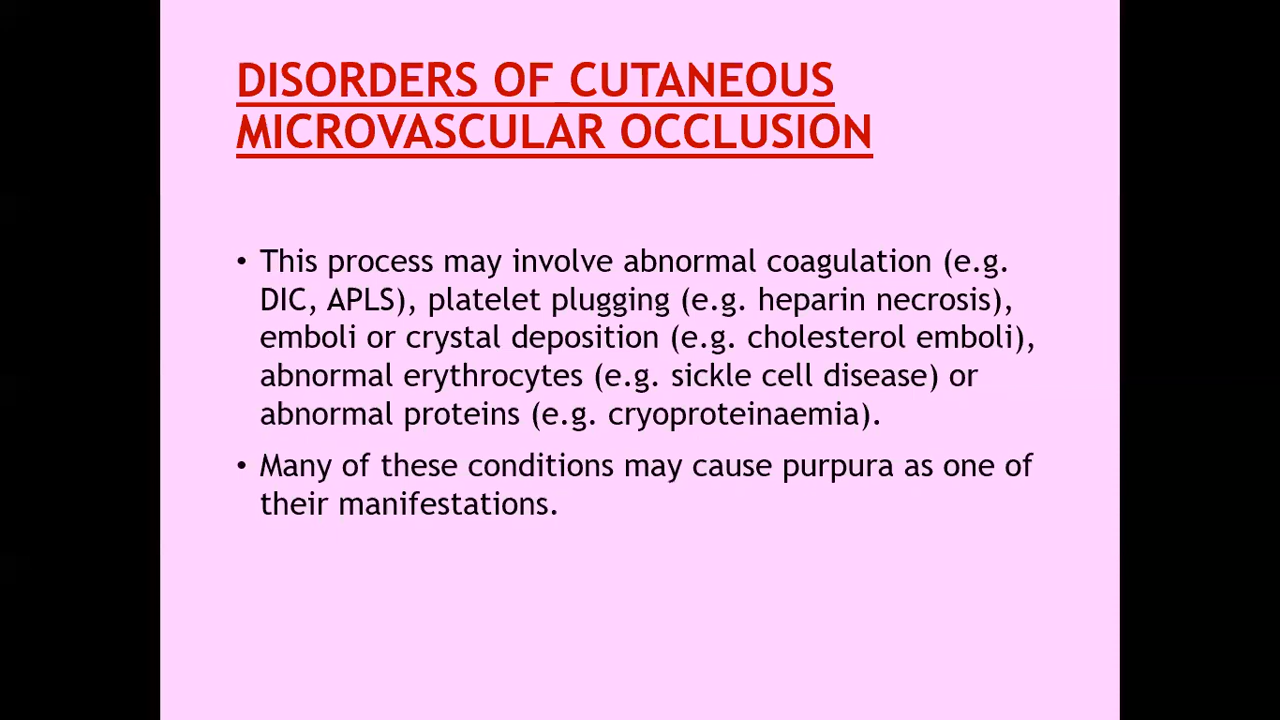 DISORDERS OF CUTANEOUS
MICROVASCULAR OCCLUSION
• This process may involve abnormal coagulation (e.g.
DIC, APLS), platelet plugging (e.g. heparin necrosis),
emboli or crystal deposition (e.g. cholesterol emboli),
abnormal erythrocytes (e.g. sickle cell disease) or
abnormal proteins (e.g. cryoproteinaemia).
• Many of these conditions may cause purpura as one of
their manifestations.